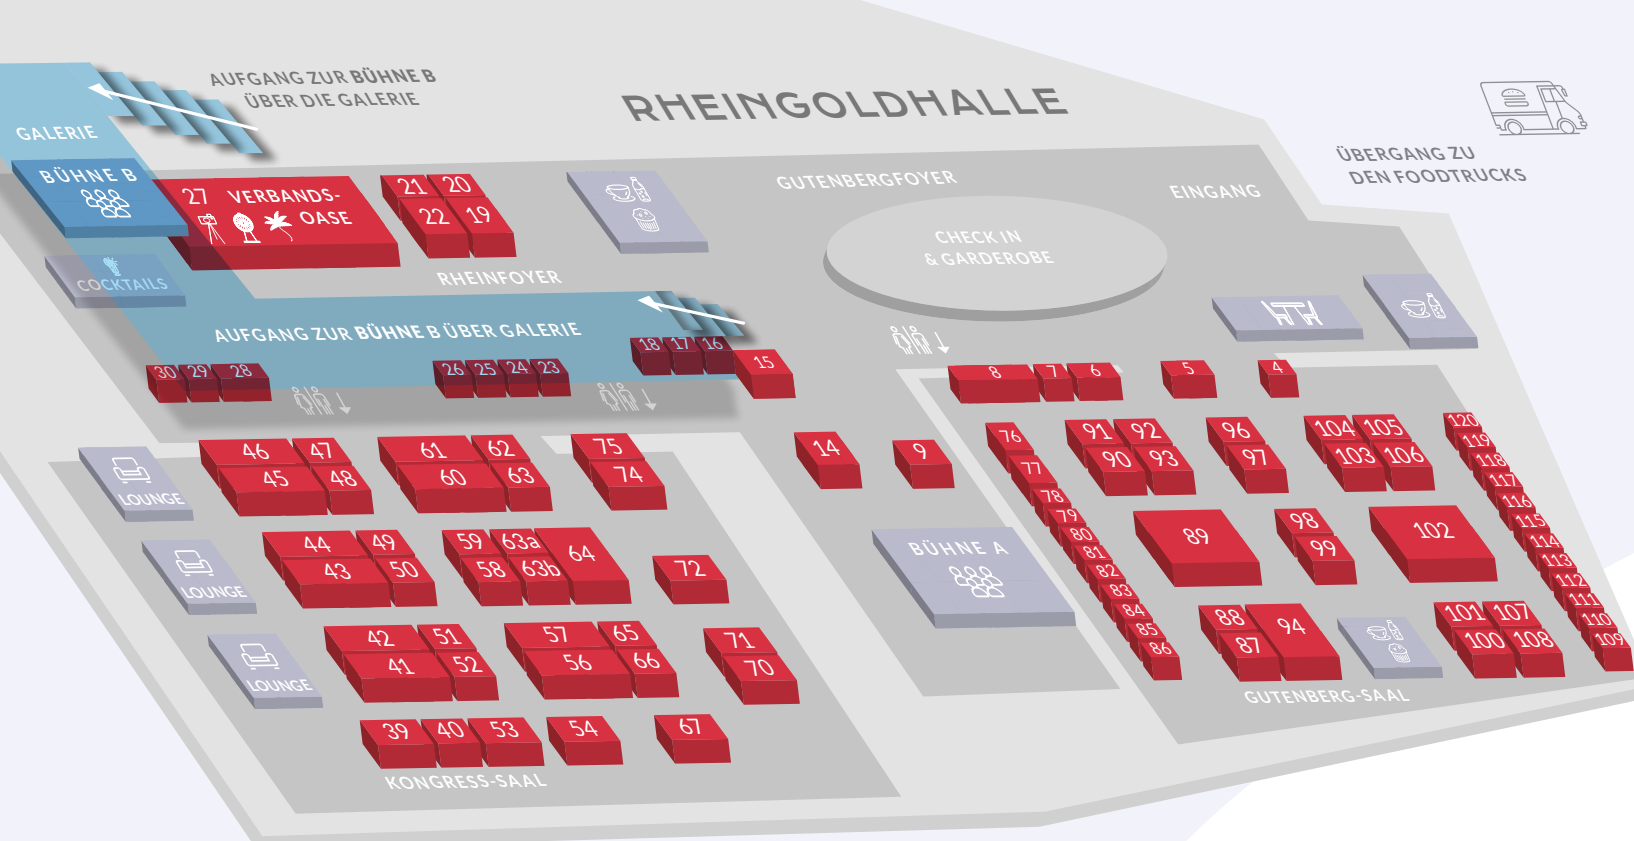 AUFGANG ZUR BÜHNE B
ÜBER DIE GALERIE
RHEINGOLDHALLE
GALERIE
ÜBERGANG ZU
DEN FOODTRUCKS
BÜHNE B
27 VERBANDS-
OASE
21 20
22 19
GUTENBERGFOYER
EINGANG
CHECK IN
& GARDEROBE
COCKTAILS
RHEINFOYER
AUFGANG ZUR BÜHNE B ÜBER GALERIE
18 17 16
15
30 29 28
26 25 24 23
8 7 6
5
4
14
9
46 47
45 48
61 62
60 63
75
74
LOUNGE
44 49
43 50
59 63a 64
58 63b
72
LOUNGE
42 51
41 52
57 65
56 66
71
70
LOUNGE
39 40 53 54 67
KONGRESS-SAAL
BÜHNE A
76
77
78
79
80
81
82
83
84
85
86
91 92
90 93
96
97
104 105
103 106
89
98
99
102
88 94
87
101 107
100 108
120
119
118
117
116
115
114
113
112
111
110
109
GUTENBERG-SAAL